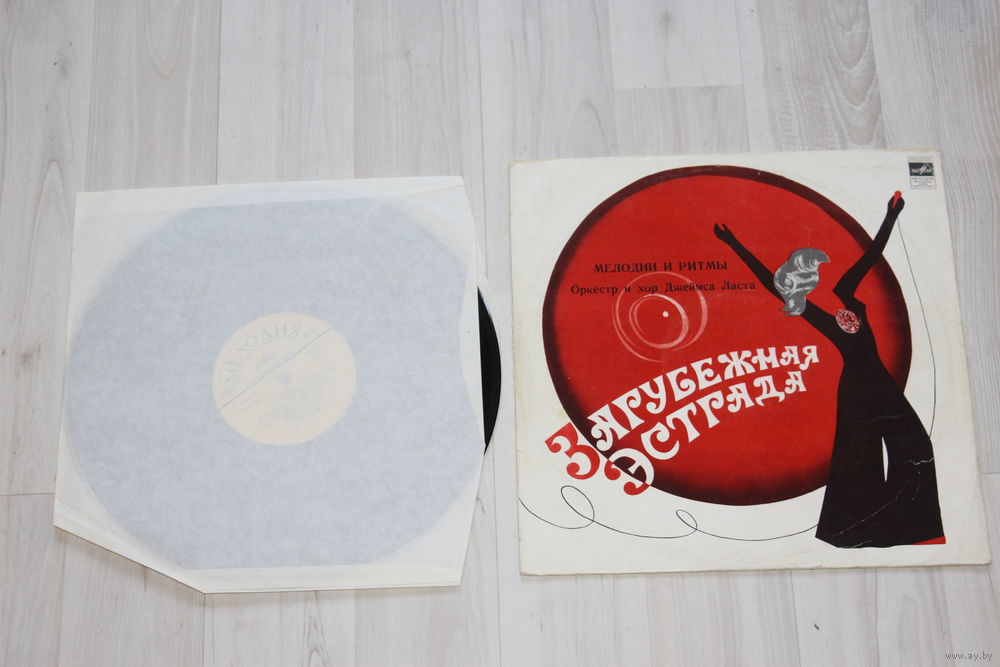 МЕЛОДИЯ
МЕЛОДИИ И РИТМЫ
Оркестр и хор Джеймса Ласта
ЗАРУБЕЖНАЯ
ЭСТРАДА
www.ay.by